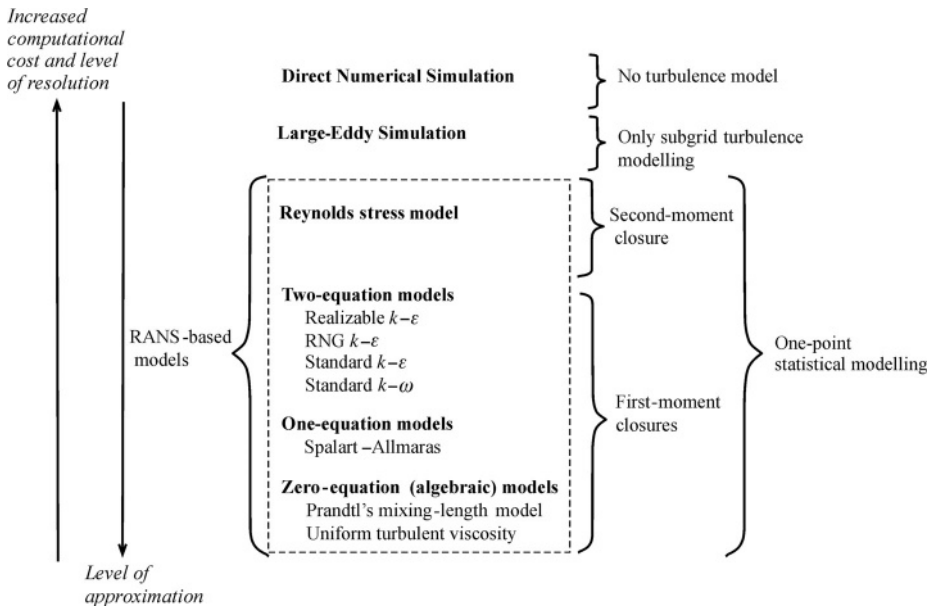 Increased
computational
cost and level
of resolution
Direct Numerical Simulation
No turbulence model
Large-Eddy Simulation
Only subgrid turbulence
modelling
Reynolds stress model
Second-moment
closure
Two-equation models
Realizable k–ε
RNG k–ε
Standard k–ε
Standard k–ω
RANS-based
models
One-point
statistical modelling
First-moment
closures
One-equation models
Spalart–Allmaras
Zero-equation (algebraic) models
Prandtl's mixing-length model
Uniform turbulent viscosity
Level of
approximation